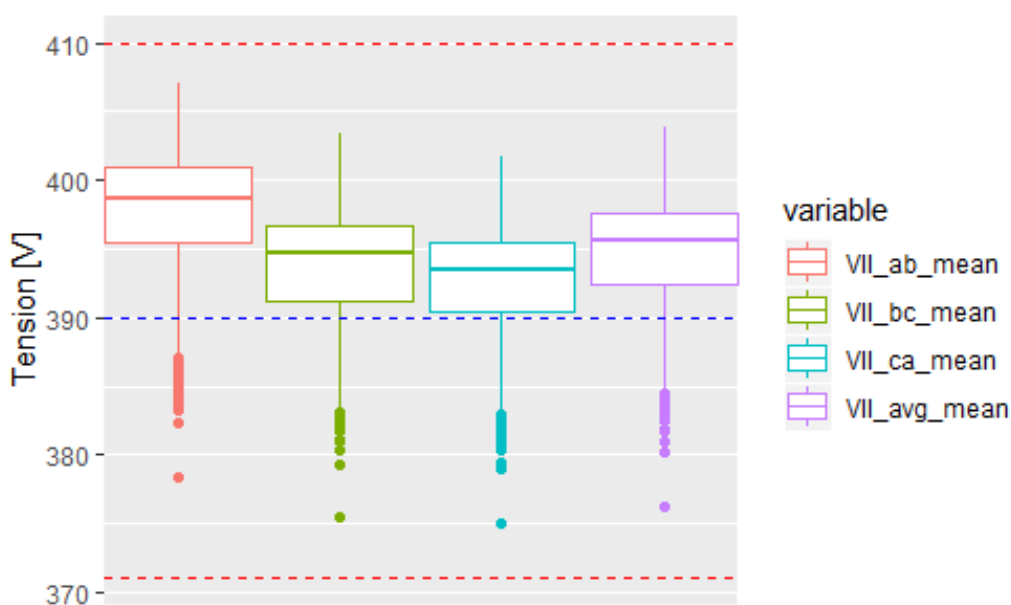 410
400
390
380
370
Tension [V]
variable
Vll_ab_mean
Vll_bc_mean
Vll_ca_mean
Vll_avg_mean